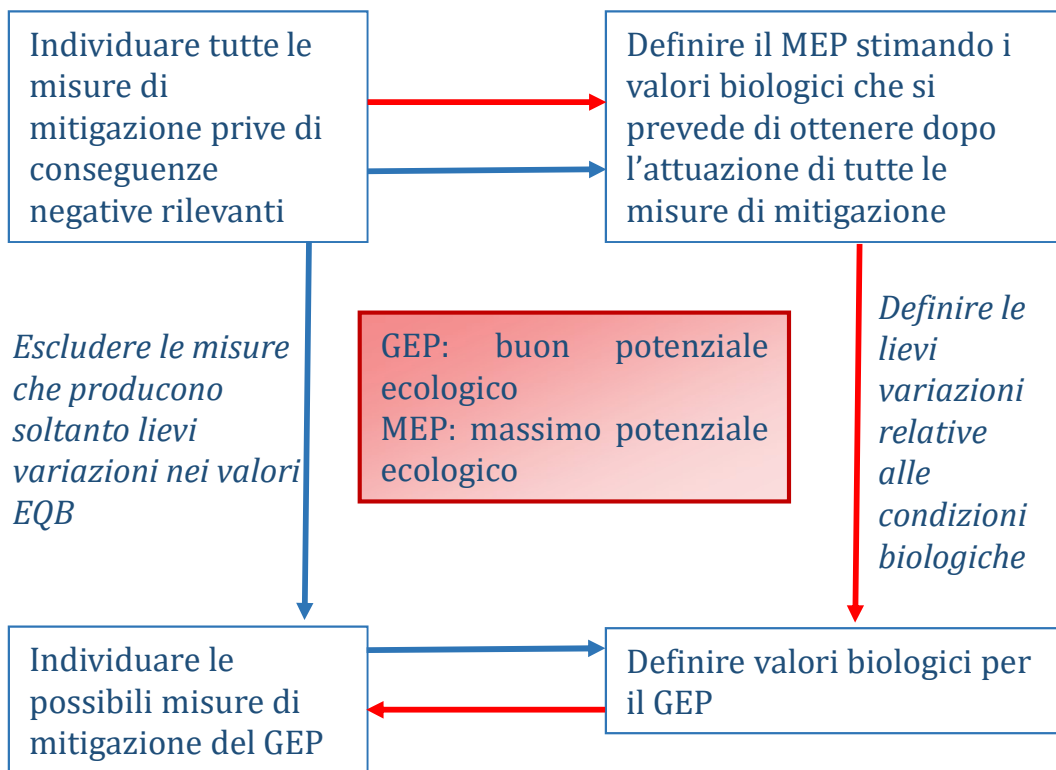 Individuare tutte le
misure di
mitigazione prive di
conseguenze
negative rilevanti
Definire il MEP stimando i
valori biologici che si
prevede di ottenere dopo
l'attuazione di tutte le
misure di mitigazione
Escludere le misure
che producono
soltanto lievi
variazioni nei valori
EQB
GEP: buon potenziale
ecologico
MEP: massimo potenziale
ecologico
Definire le
lievi
variazioni
relative
alle
condizioni
biologiche
Individuare le
possibili misure di
mitigazione del GEP
Definire valori biologici per
il GEP